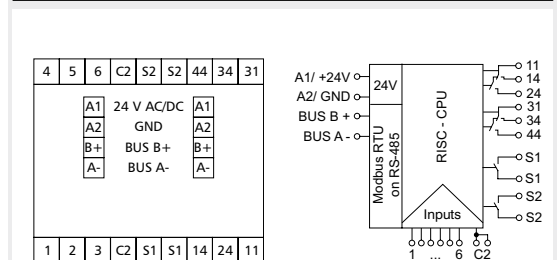 4 5 6 C2 S2 S2 44 34 31
A1 24 V AC/DC A1
A2 GND A2
B+ BUS B+ B+
A- BUS A- A-
1 2 3 C2 S1 S1 14 24 11
A1/ +24V
A2/ GND
BUS B +
BUS A -
24V
Modbus RTU
on RS-485
RISC - CPU
Inputs
1 ... 6 C2
11
14
24
31
34
44
S1
S1
S2
S2